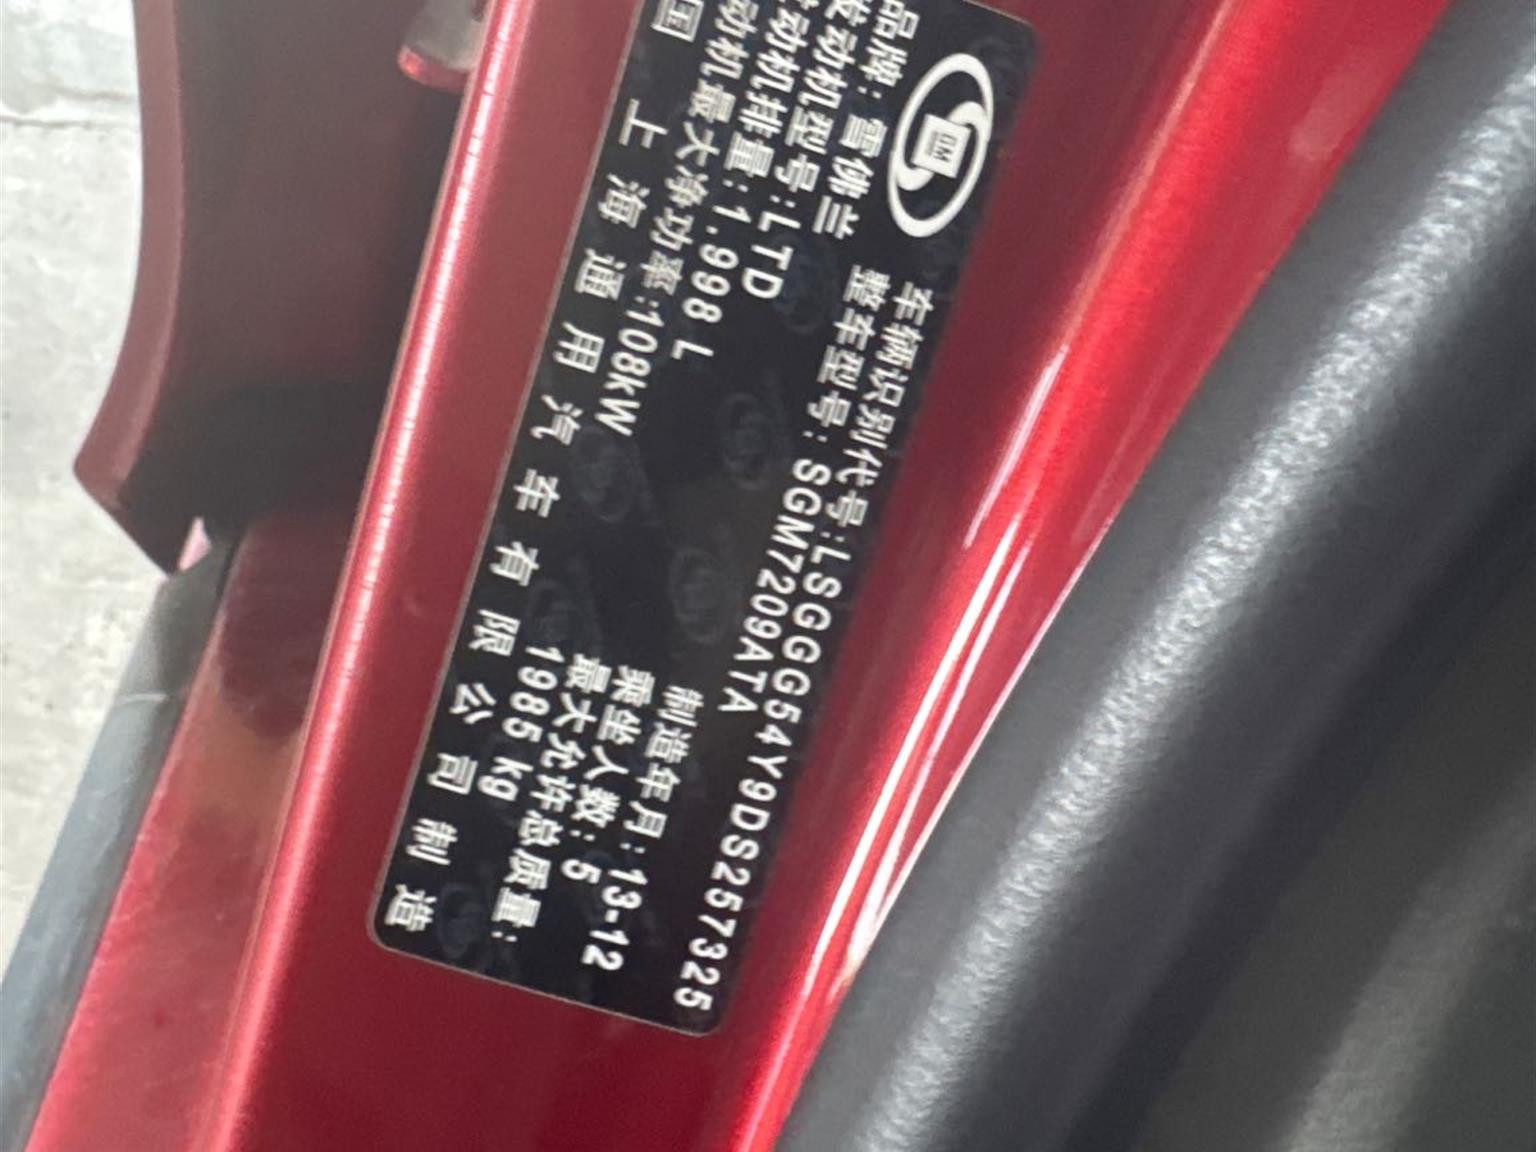 GM
品牌: 雪佛兰
车辆识别代号:LSGGG54Y9DS257325
发动机型号:LTD
整车型号: SGM7209ATA
发动机排量:1.998 L
制造年月: 13-12
动机最大净功率:108kW
乘坐人数: 5
最大允许总质量:
1985 kg
国 上 海 通 用 汽 车 有 限 公 司 制 造